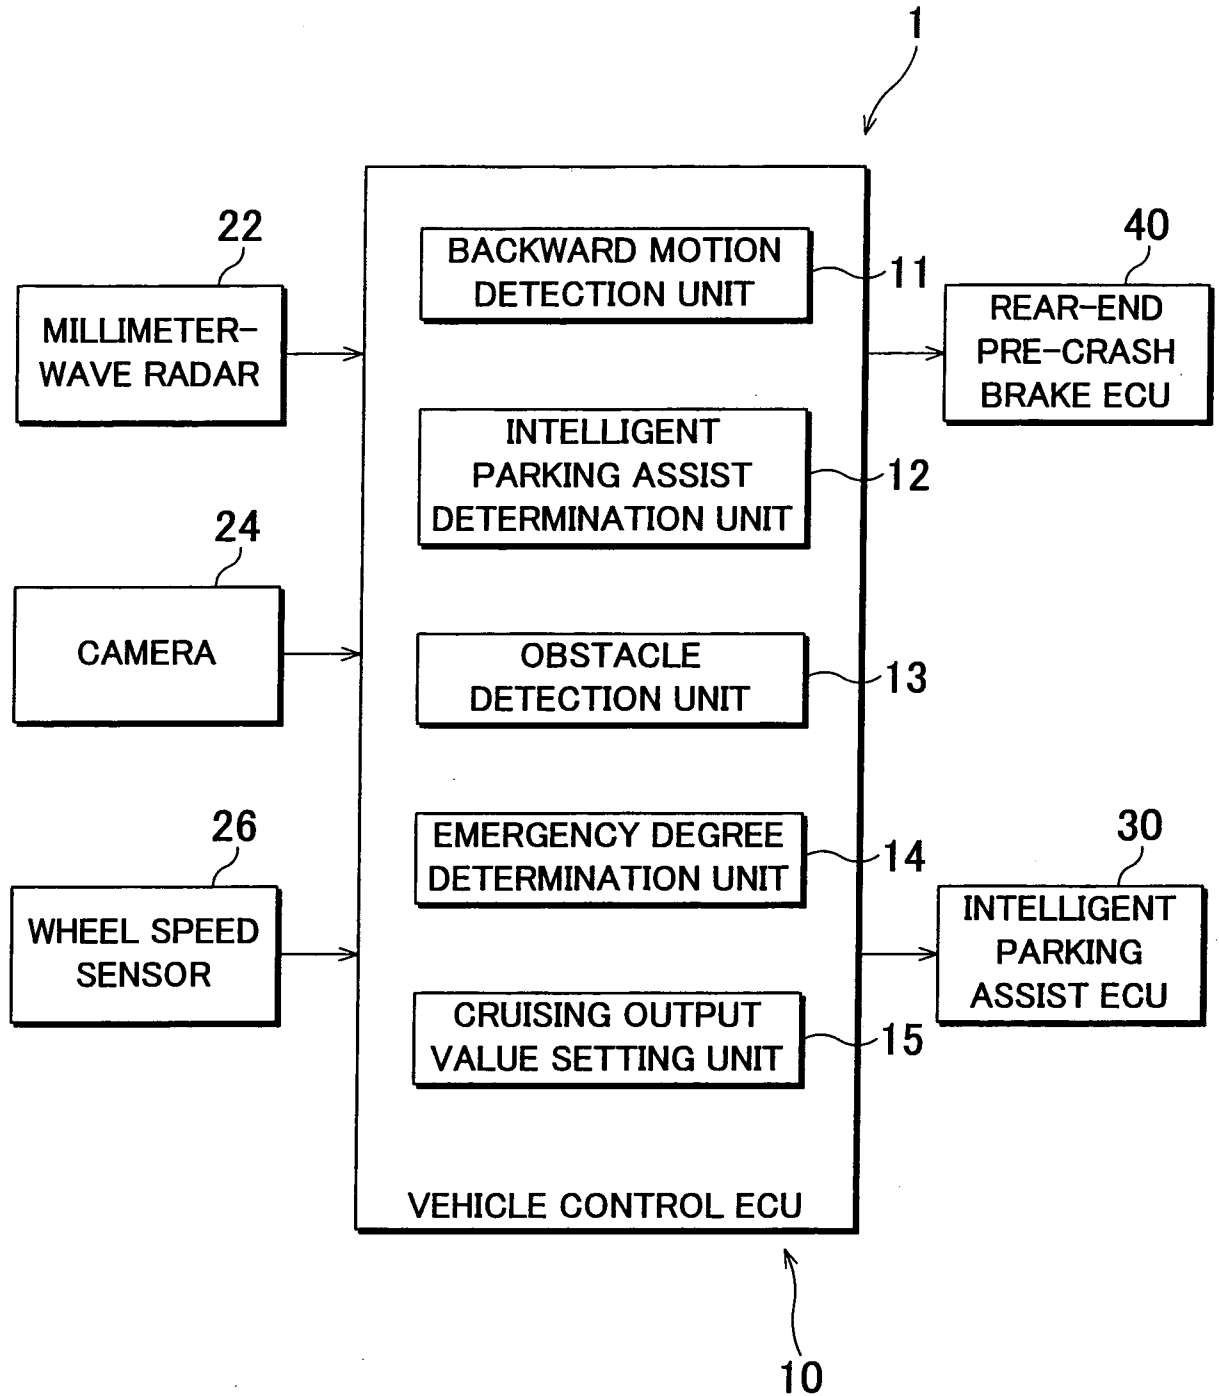 1
22
MILLIMETER-
WAVE RADAR
24
CAMERA
26
WHEEL SPEED
SENSOR
BACKWARD MOTION
DETECTION UNIT
11
INTELLIGENT
PARKING ASSIST
DETERMINATION UNIT
12
OBSTACLE
DETECTION UNIT
13
EMERGENCY DEGREE
DETERMINATION UNIT
14
CRUISING OUTPUT
VALUE SETTING UNIT
15
VEHICLE CONTROL ECU
10
40
REAR-END
PRE-CRASH
BRAKE ECU
30
INTELLIGENT
PARKING
ASSIST ECU